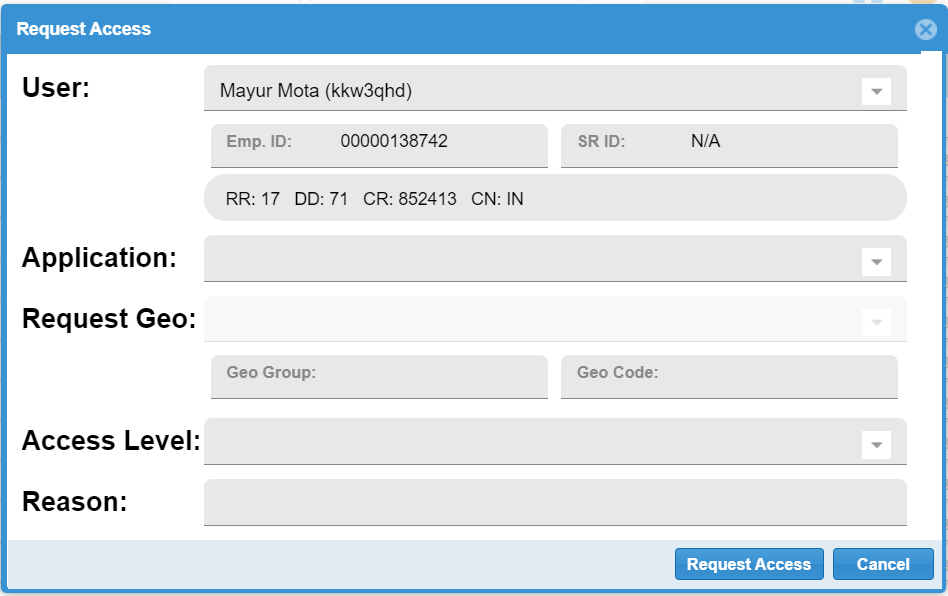 Request Access
User:
Mayur Mota (kkw3qhd)
Emp. ID: 00000138742 SR ID: N/A
RR: 17 DD: 71 CR: 852413 CN: IN
Application:
Request Geo:
Geo Group: Geo Code:
Access Level:
Reason:
Request Access Cancel